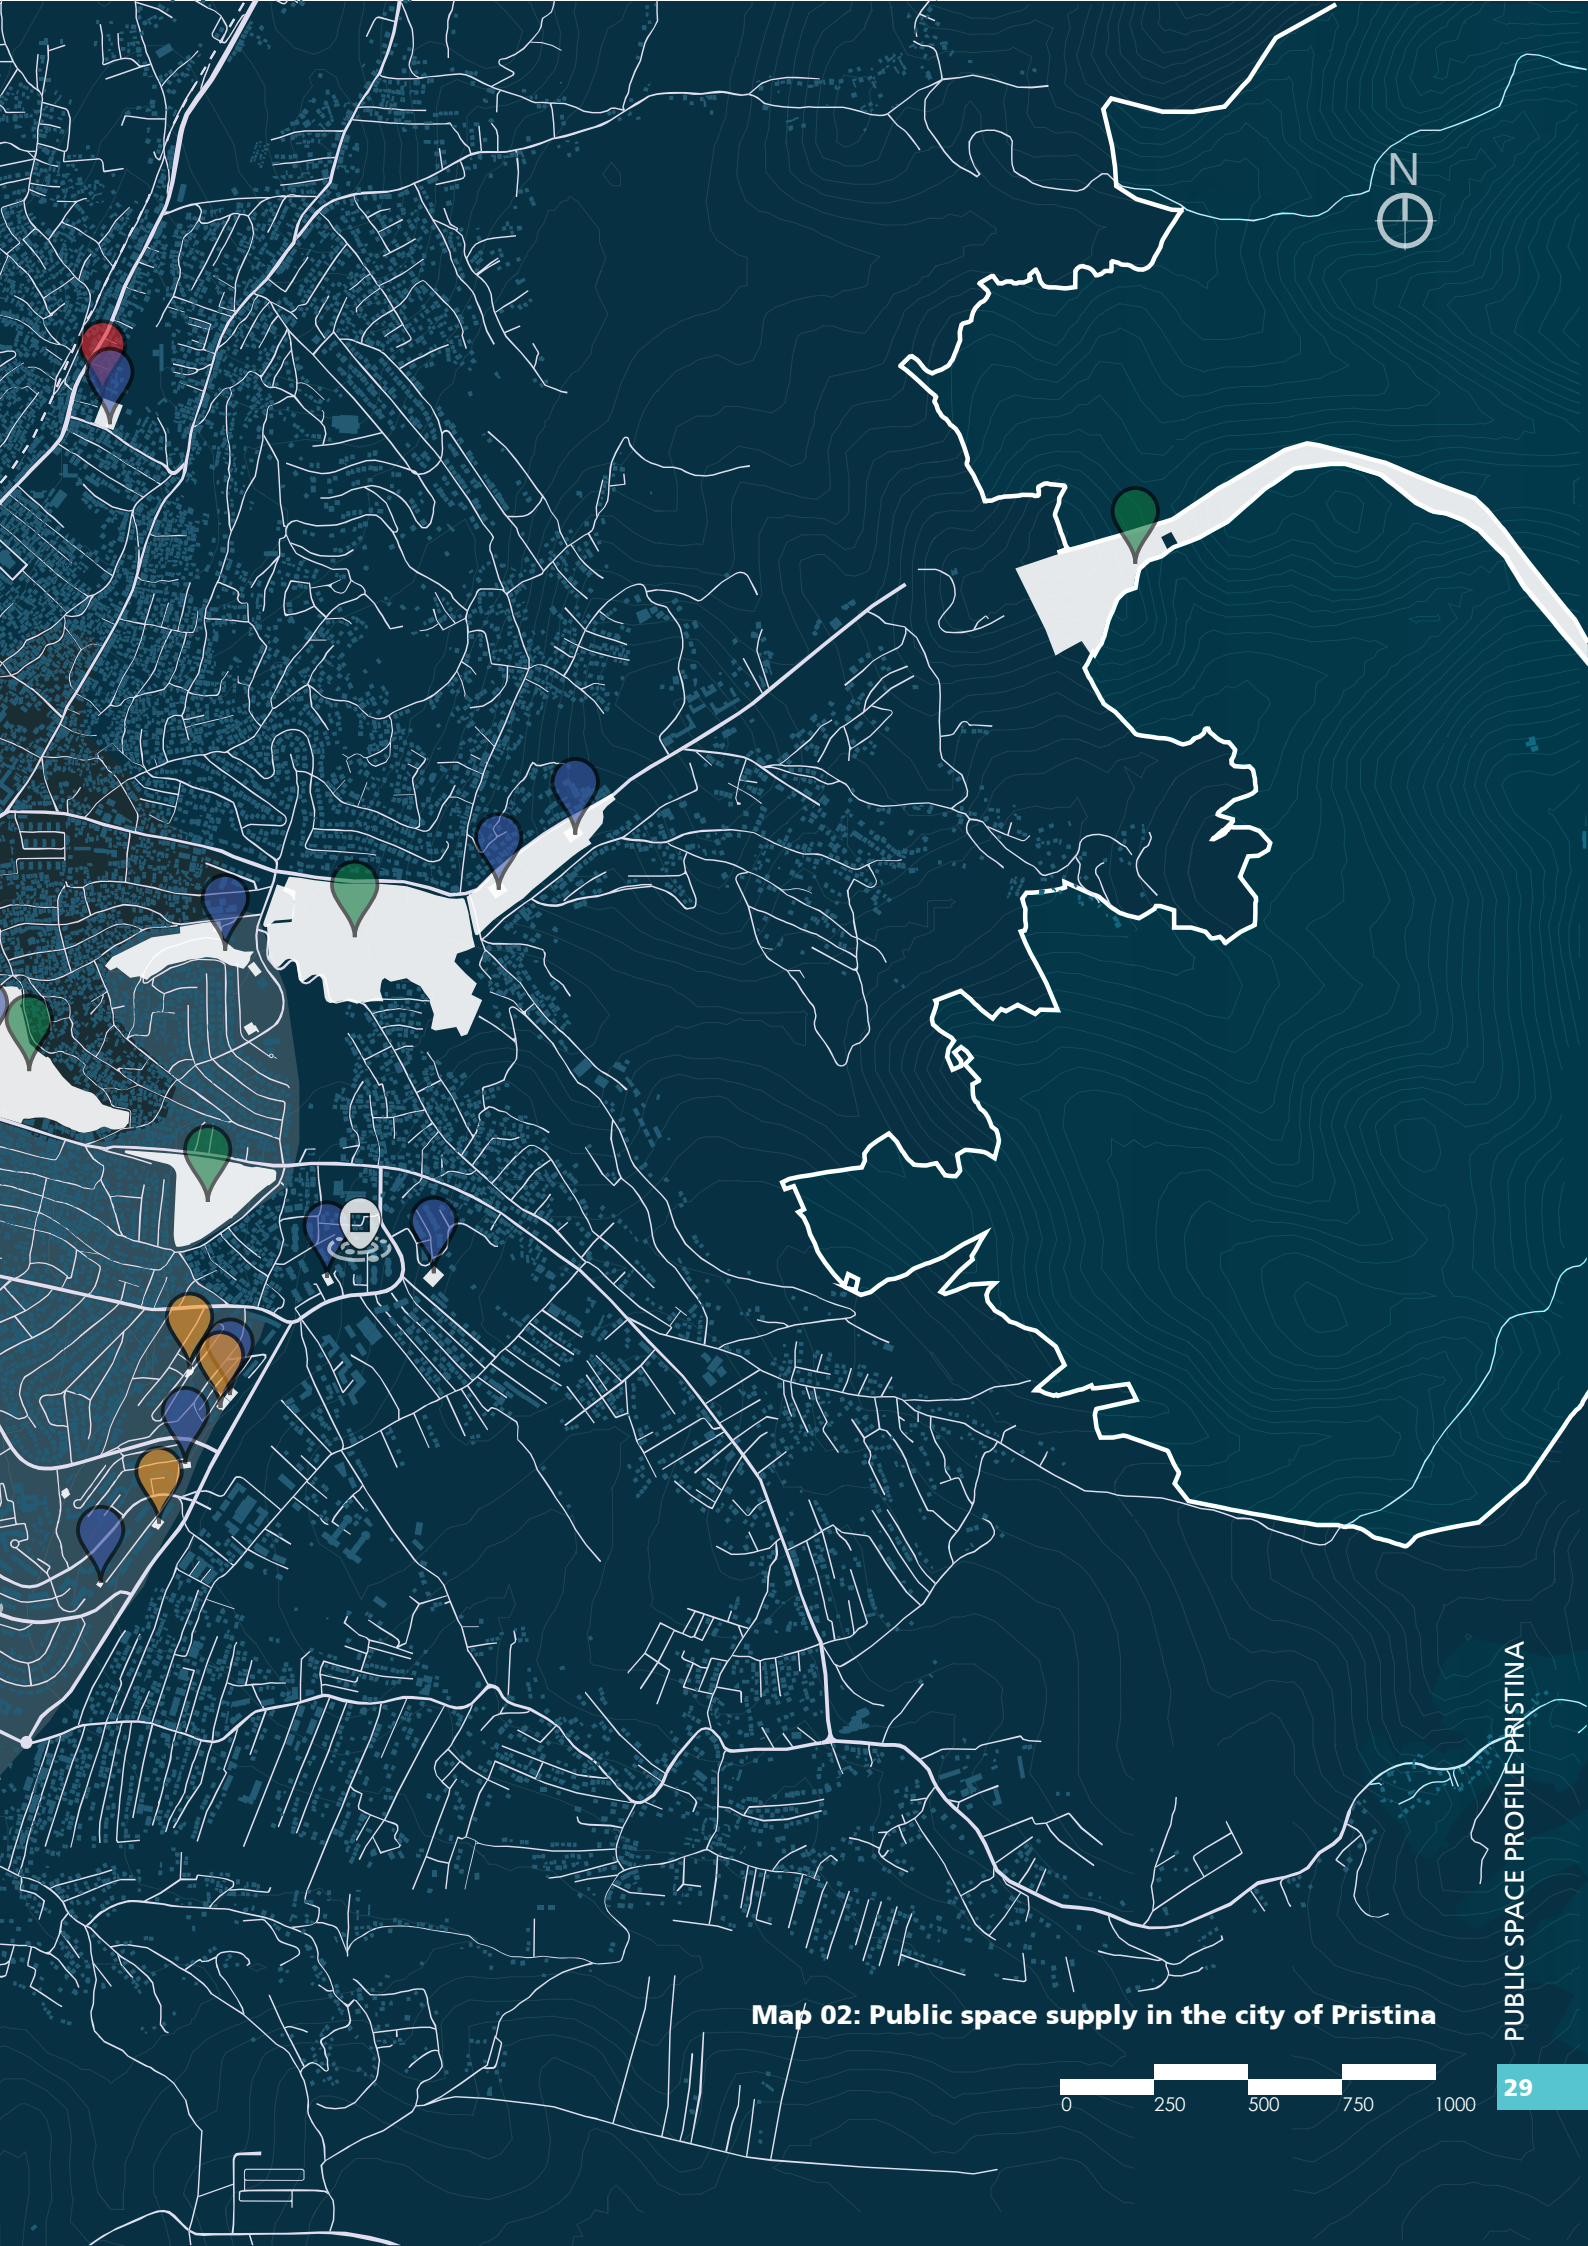 N
PUBLIC SPACE PROFILE PRISTINA
Map 02: Public space supply in the city of Pristina
0 250 500 750 1000
29